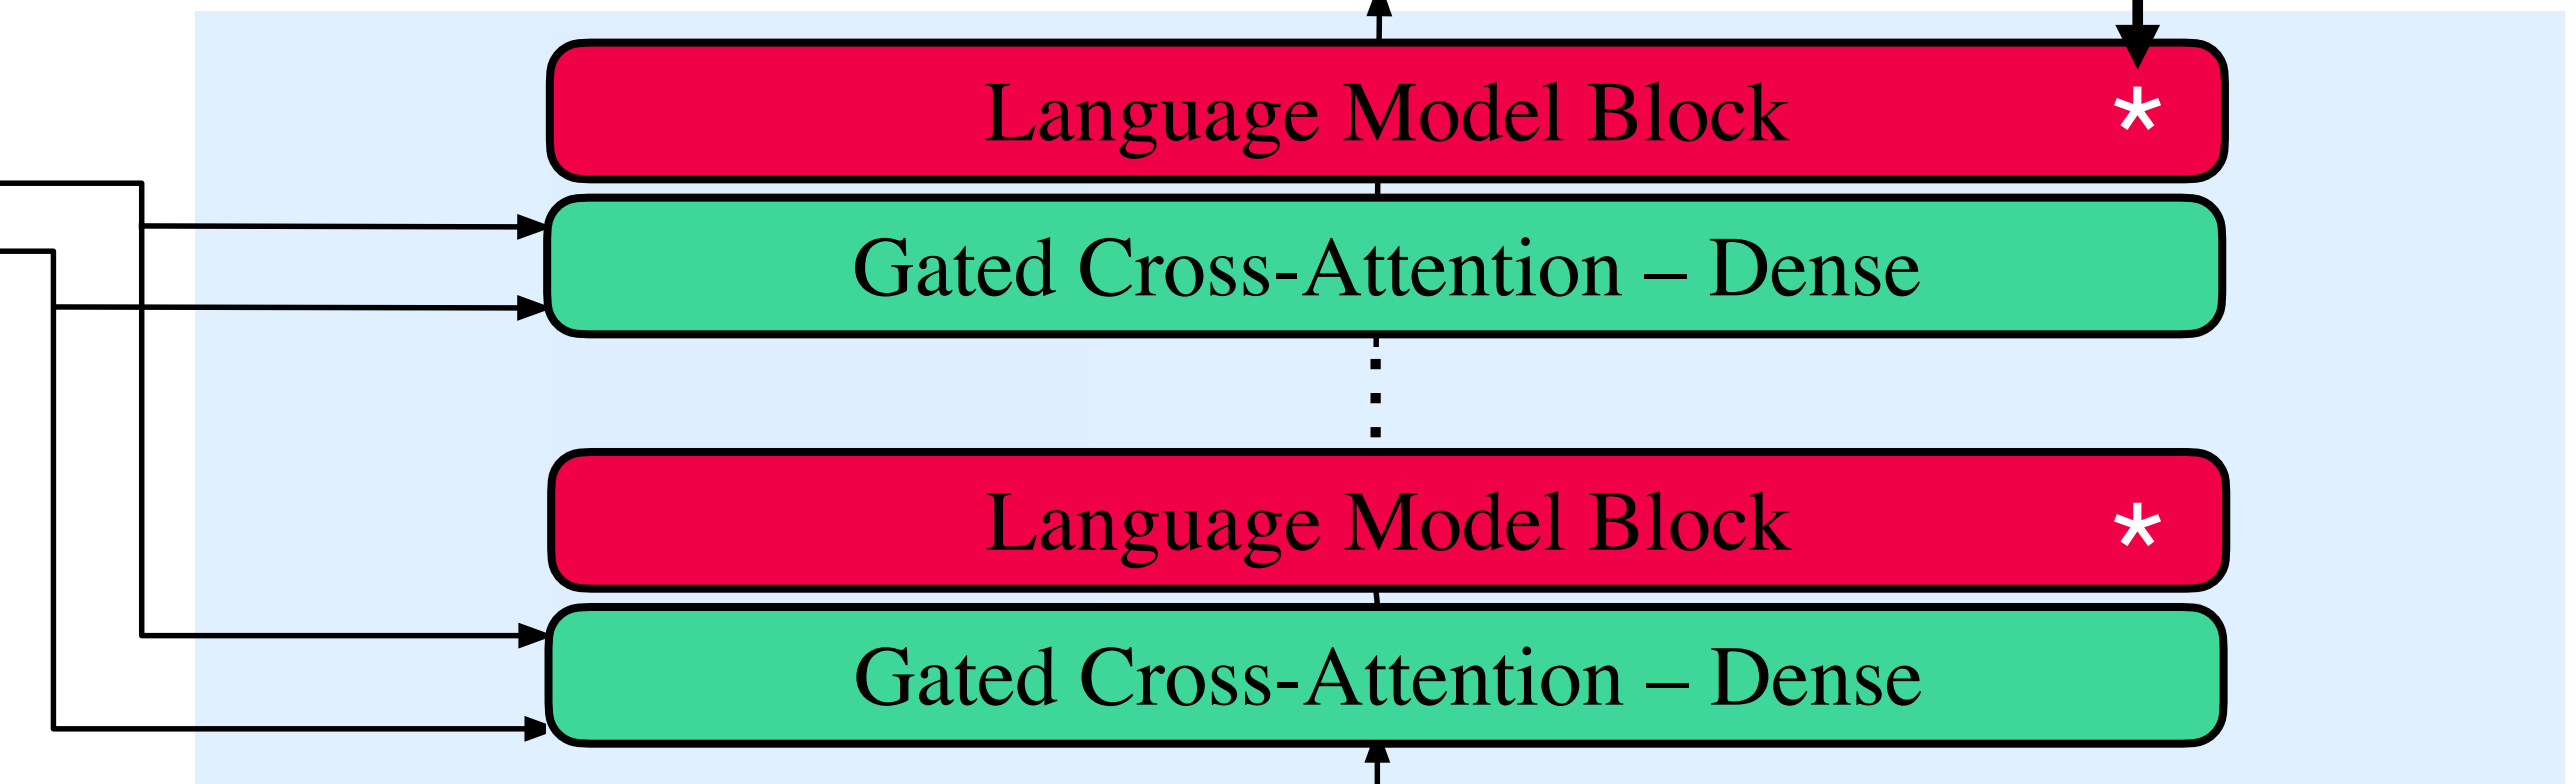 Language Model Block *
Gated Cross-Attention – Dense
Language Model Block *
Gated Cross-Attention – Dense